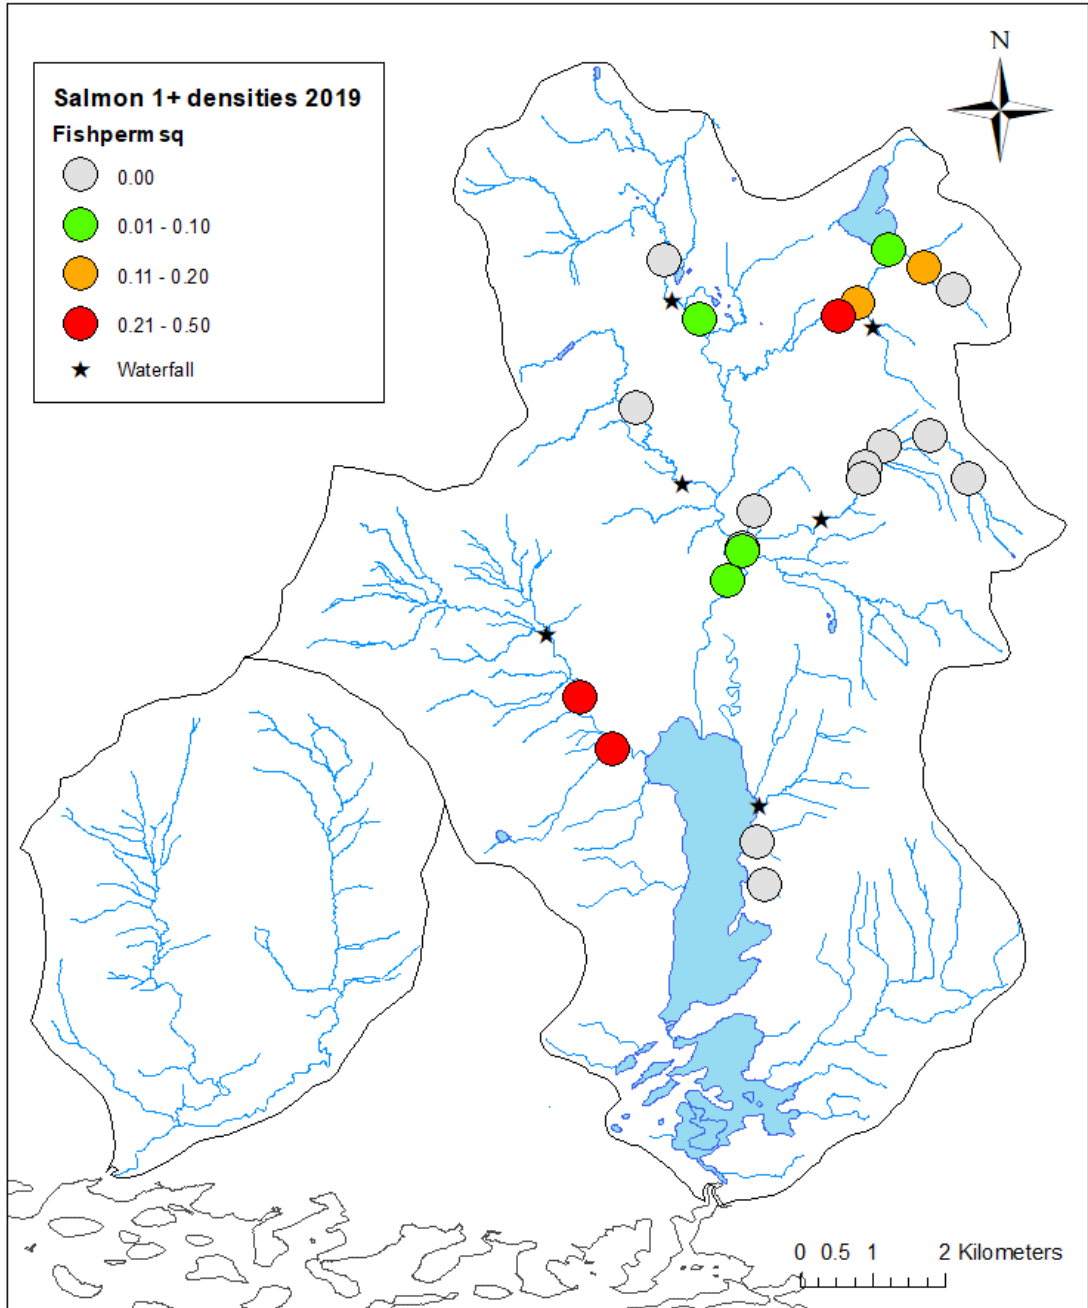 N
Salmon 1+ densities 2019
Fishperm sq
0.00
0.01 - 0.10
0.11 - 0.20
0.21 - 0.50
Waterfall
0 0.5 1 2 Kilometers